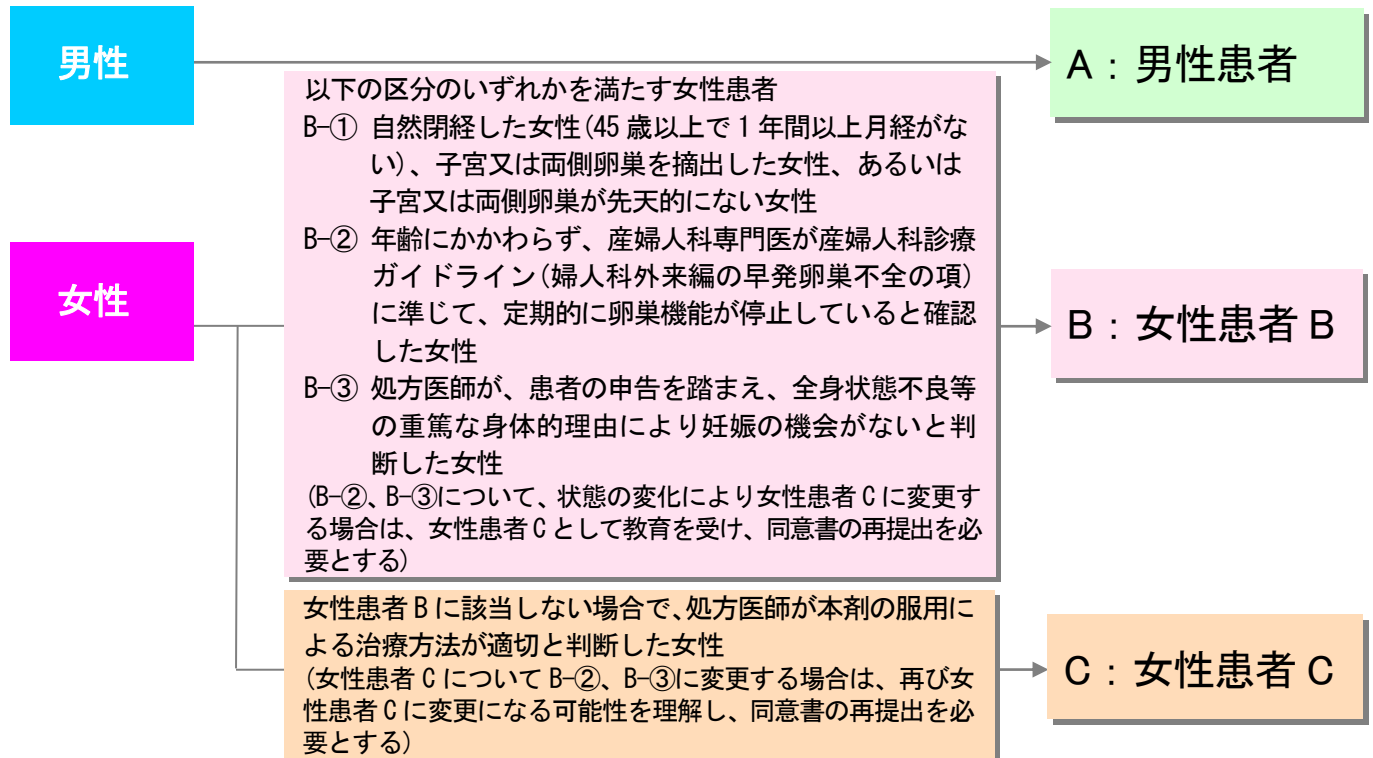 男性
A：男性患者
以下の区分のいずれかを満たす女性患者
B-① 自然閉経した女性(45 歳以上で 1 年間以上月経がな
い)、子宮又は両側卵巣を摘出した女性、あるいは
子宮又は両側卵巣が先天的にない女性
B-② 年齢にかかわらず、産婦人科専門医が産婦人科診療
ガイドライン(婦人科外来編の早発卵巣不全の項)
に準じて、定期的に卵巣機能が停止していると確認
した女性
B-③ 処方医師が、患者の申告を踏まえ、全身状態不良等
の重篤な身体的理由により妊娠の機会がないと判
断した女性
(B-②、B-③について、状態の変化により女性患者 C に変更す
る場合は、女性患者 C として教育を受け、同意書の再提出を必
要とする)
女性
B：女性患者 B
女性患者 B に該当しない場合で、処方医師が本剤の服用に
よる治療方法が適切と判断した女性
(女性患者 C について B-②、B-③に変更する場合は、再び女
性患者 C に変更になる可能性を理解し、同意書の再提出を必
要とする)
C：女性患者 C